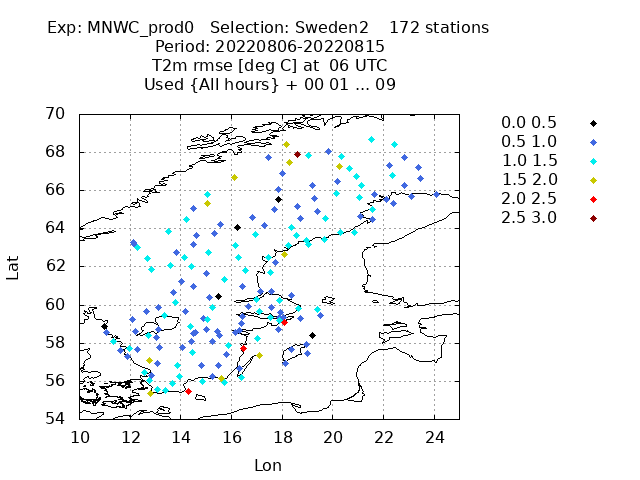 Exp: MNWC_prod0   Selection: Sweden2    172 stations
Period: 20220806-20220815
T2m rmse [deg C] at  06 UTC
Used {All hours} + 00 01 ... 09
0.0 0.5
0.5 1.0
1.0 1.5
1.5 2.0
2.0 2.5
2.5 3.0
Lat
70
68
66
64
62
60
58
56
54
10 12 14 16 18 20 22 24
Lon